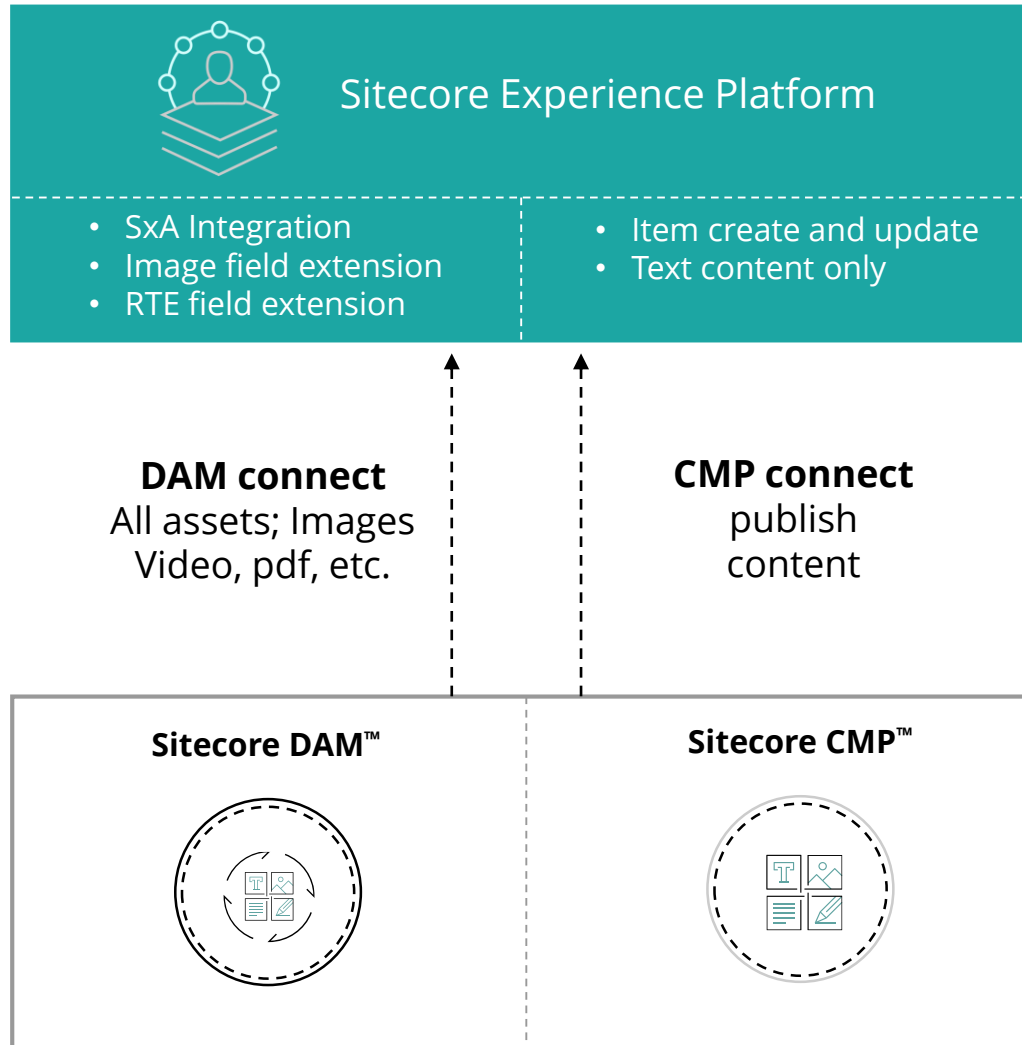 Sitecore Experience Platform
• SxA Integration
• Image field extension
• RTE field extension
• Item create and update
• Text content only
DAM connect
All assets; Images
Video, pdf, etc.
CMP connect
publish
content
Sitecore DAM™
Sitecore CMP™
T
T